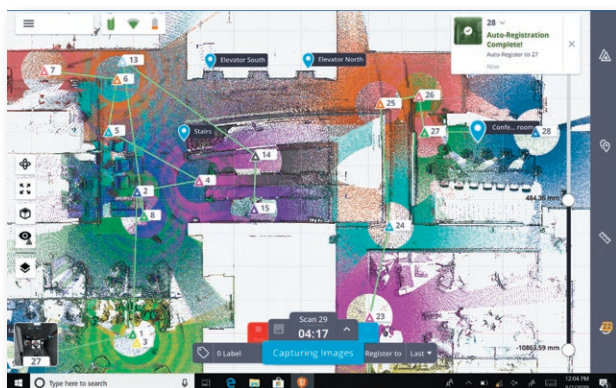 28
Auto-Registration
Complete!
Auto-Register to 27
Now
13
7
6
Elevator South
Elevator North
26
25
5
Stairs
27
Confe... room
28
14
4
2
15
8
484.36 mm
24
23
1
3
Scan 29
04:17
-10863.59 mm
0 Label
Capturing Images
Register to
Last
27
22
Type here to search
12:04 PM